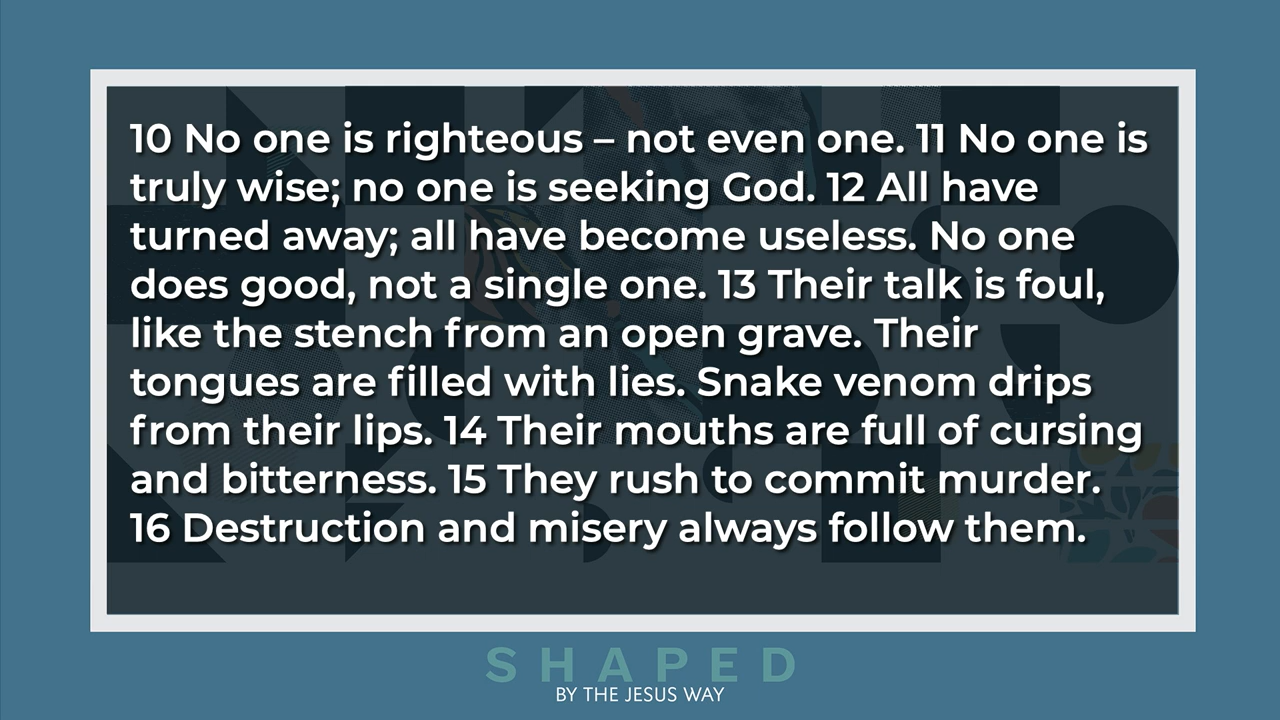 10 No one is righteous – not even one. 11 No one is
truly wise; no one is seeking God. 12 All have
turned away; all have become useless. No one
does good, not a single one. 13 Their talk is foul,
like the stench from an open grave. Their
tongues are filled with lies. Snake venom drips
from their lips. 14 Their mouths are full of cursing
and bitterness. 15 They rush to commit murder.
16 Destruction and misery always follow them.
SHAPED
BY THE JESUS WAY